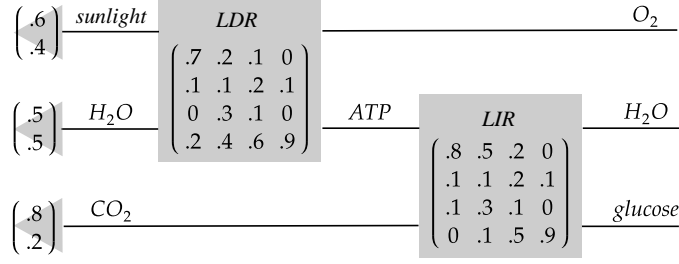 .6
.4
sunlight
LDR
.7 .2 .1 0
.1 .1 .2 .1
0 .3 .1 0
.2 .4 .6 .9
O₂
.5
.5
H₂O
ATP
LIR
.8 .5 .2 0
.1 .1 .2 .1
.1 .3 .1 0
0 .1 .5 .9
H₂O
.8
.2
CO₂
glucose